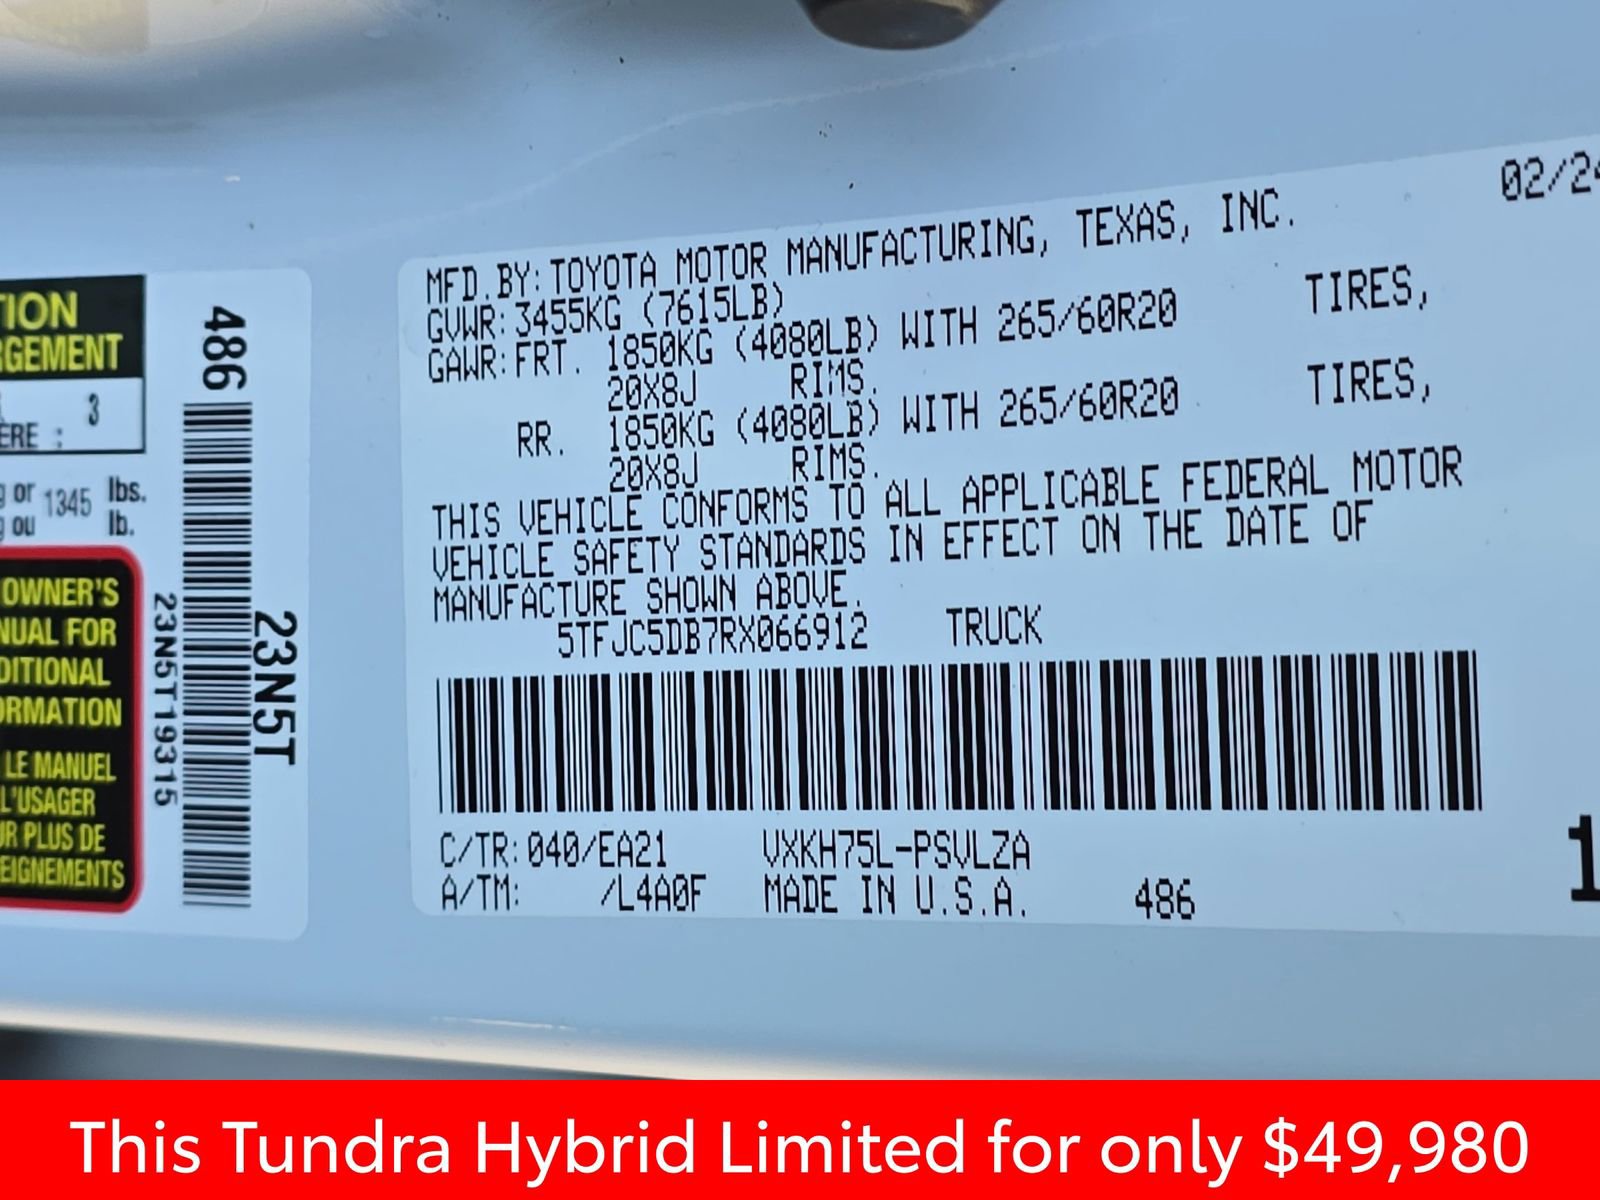 02/24
MFD.BY:TOYOTA MOTOR MANUFACTURING, TEXAS, INC.
GVWR:3455KG (7615LB)
GAWR:FRT. 1850KG (4080LB) WITH 265/60R20 TIRES,
20X8J RIMS.
RR. 1850KG (4080LB) WITH 265/60R20 TIRES,
20X8J RIMS.
THIS VEHICLE CONFORMS TO ALL APPLICABLE FEDERAL MOTOR
VEHICLE SAFETY STANDARDS IN EFFECT ON THE DATE OF
MANUFACTURE SHOWN ABOVE.
5TFJC5DB7RX066912 TRUCK
C/TR:040/EA21 VXKH75L-PSVLZA
A/TM: /L4A0F MADE IN U.S.A. 486
1
TION
RGEMENT
3
ERE :
g or 1345 lbs.
g ou lb.
OWNER'S
NUAL FOR
DITIONAL
ORMATION
LE MANUEL
L'USAGER
UR PLUS DE
EIGNEMENTS
486
23N5T19315
23N5T
This Tundra Hybrid Limited for only $49,980